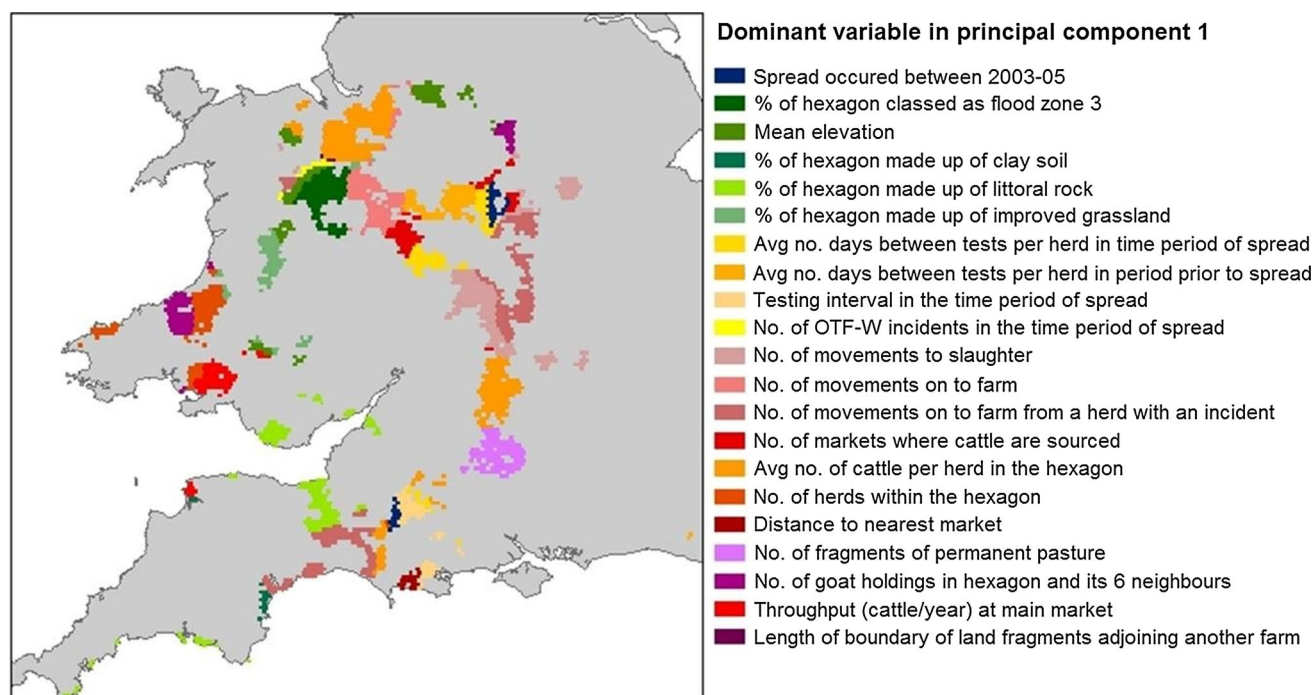 Dominant variable in principal component 1
Spread occured between 2003-05
% of hexagon classed as flood zone 3
Mean elevation
% of hexagon made up of clay soil
% of hexagon made up of littoral rock
% of hexagon made up of improved grassland
Avg no. days between tests per herd in time period of spread
Avg no. days between tests per herd in period prior to spread
Testing interval in the time period of spread
No. of OTF-W incidents in the time period of spread
No. of movements to slaughter
No. of movements on to farm
No. of movements on to farm from a herd with an incident
No. of markets where cattle are sourced
Avg no. of cattle per herd in the hexagon
No. of herds within the hexagon
Distance to nearest market
No. of fragments of permanent pasture
No. of goat holdings in hexagon and its 6 neighbours
Throughput (cattle/year) at main market
Length of boundary of land fragments adjoining another farm